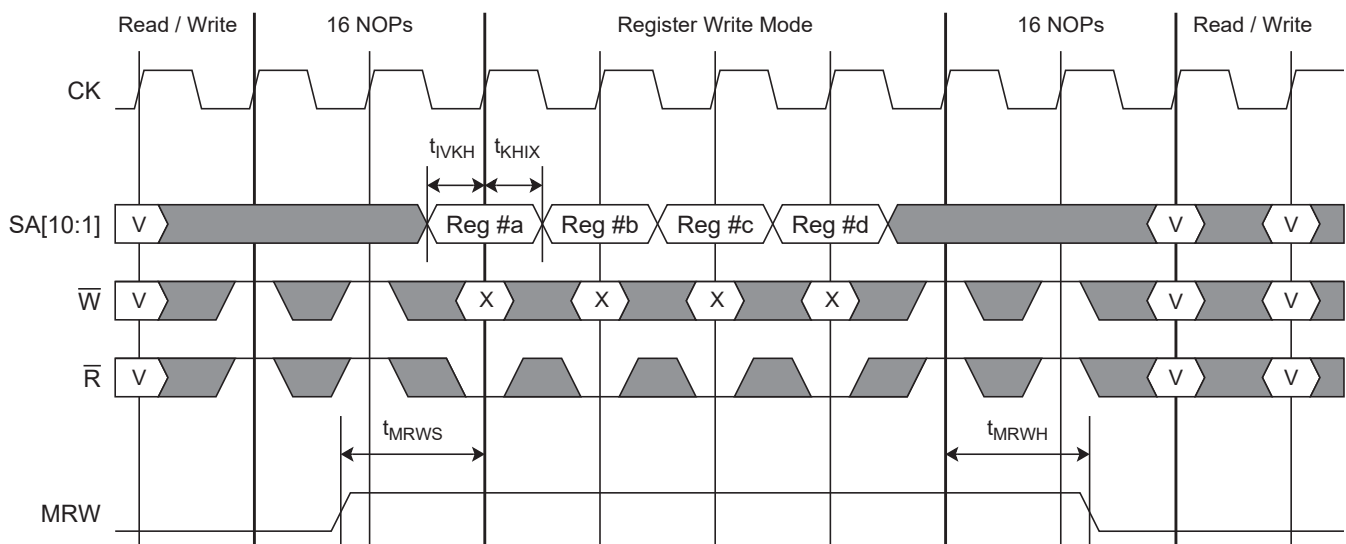 Read / Write 16 NOPs Register Write Mode 16 NOPs Read / Write
CK
tIVKH tKHIX
SA[10:1] V Reg #a Reg #b Reg #c Reg #d V V
W̅ V X X X X V V
R̅ V V V
tMRWS tMRWH
MRW